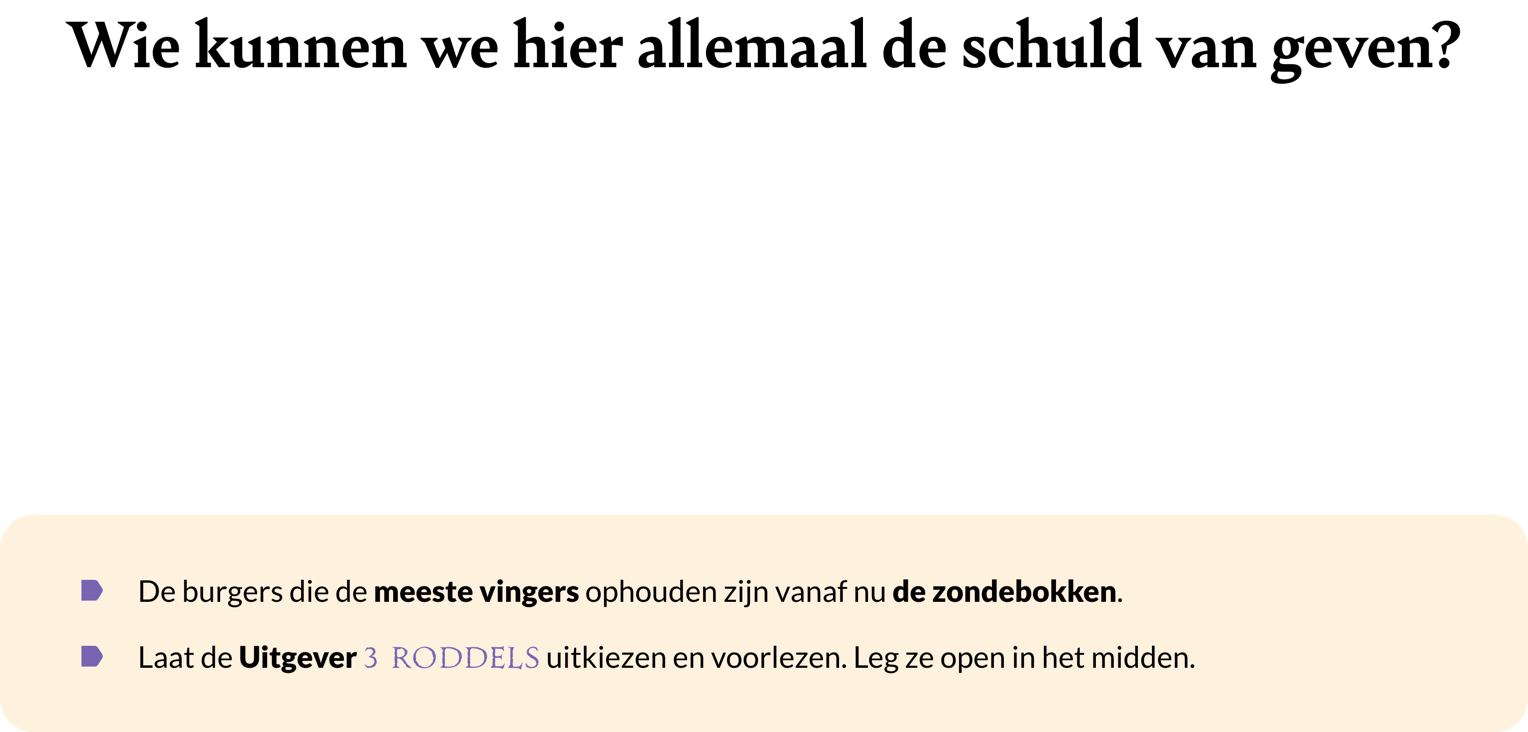 Wie kunnen we hier allemaal de schuld van geven?
De burgers die de meeste vingers ophouden zijn vanaf nu de zondebokken.
Laat de Uitgever 3 RODDELS uitkiezen en voorlezen. Leg ze open in het midden.